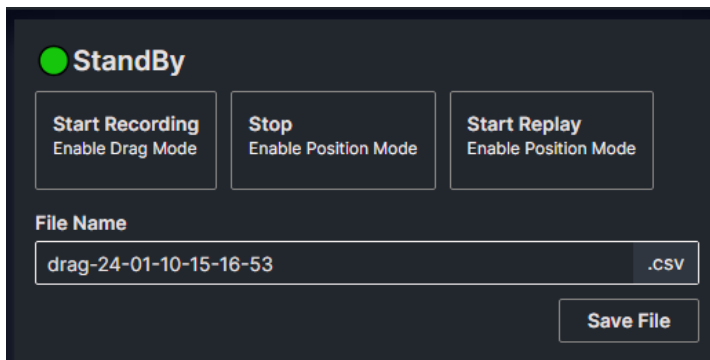 StandBy
Start Recording
Enable Drag Mode
Stop
Enable Position Mode
Start Replay
Enable Position Mode
File Name
drag-24-01-10-15-16-53
.csv
Save File